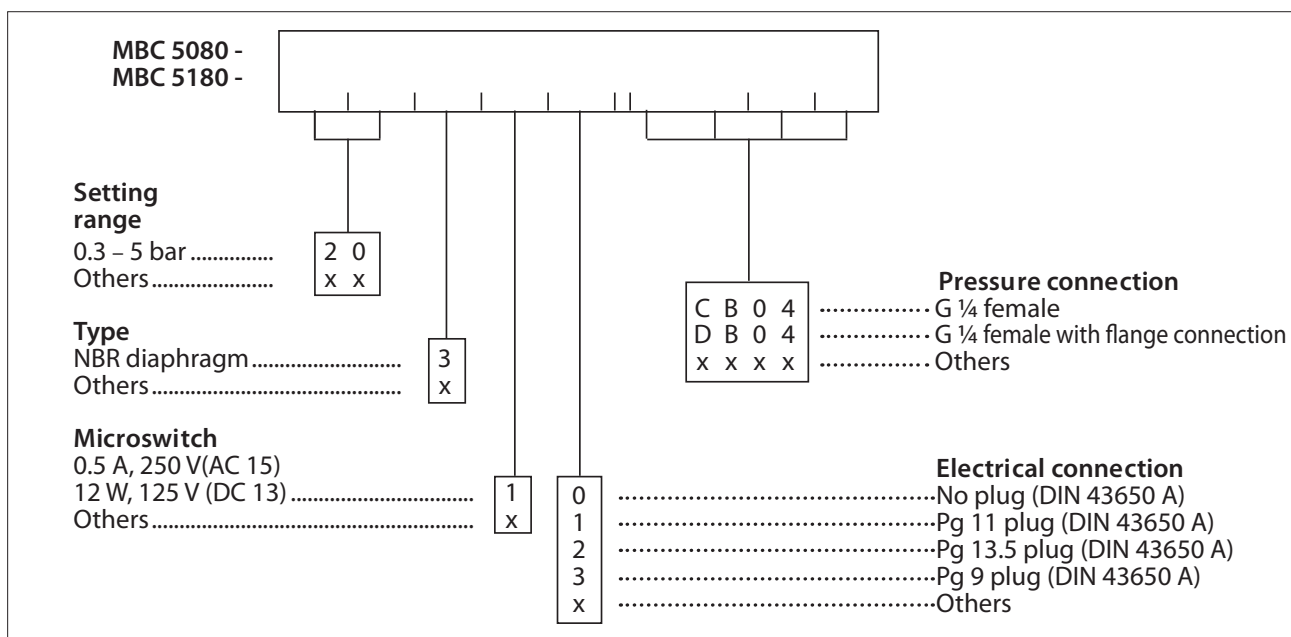 MBC 5080 -
MBC 5180 -
Setting
range
0.3 – 5 bar ............... 2 0
Others ...................... x x
Type
NBR diaphragm ........................... 3
Others ............................................. x
Microswitch
0.5 A, 250 V(AC 15)
12 W, 125 V (DC 13) ................................. 1
Others .......................................................... x
Pressure connection
C B 0 4 ................ G ¼ female
D B 0 4 ................ G ¼ female with flange connection
x x x x ................ Others
Electrical connection
0 .............................................. No plug (DIN 43650 A)
1 .............................................. Pg 11 plug (DIN 43650 A)
2 .............................................. Pg 13.5 plug (DIN 43650 A)
3 .............................................. Pg 9 plug (DIN 43650 A)
x .............................................. Others